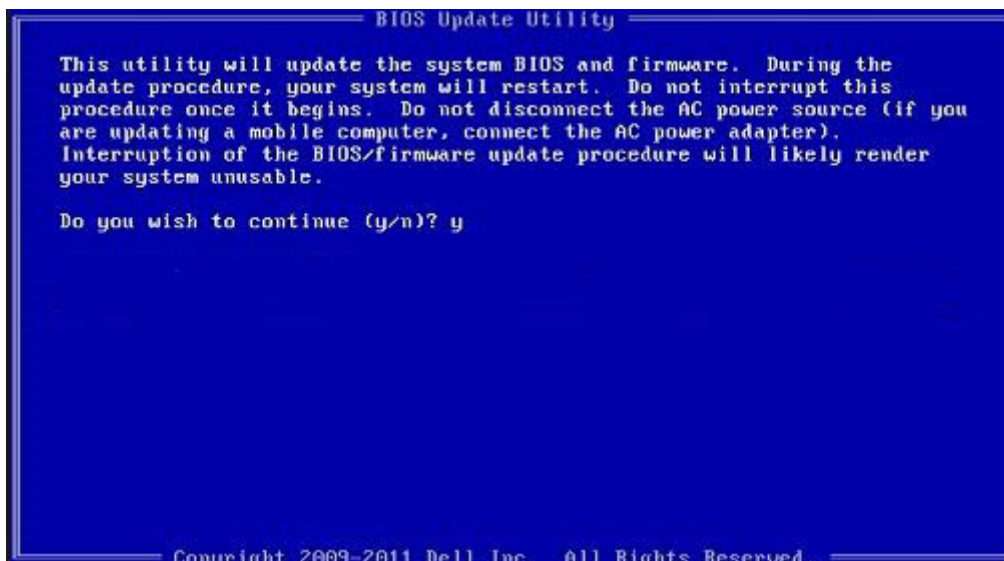 BIOS Update Utility
This utility will update the system BIOS and firmware. During the
update procedure, your system will restart. Do not interrupt this
procedure once it begins. Do not disconnect the AC power source (if you
are updating a mobile computer, connect the AC power adapter).
Interruption of the BIOS/firmware update procedure will likely render
your system unusable.
Do you wish to continue (y/n)? y
Copyright 2009-2011 Dell Inc. All Rights Reserved.